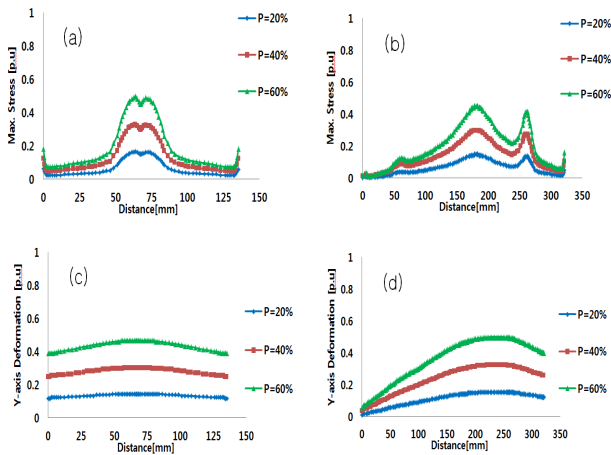 (a)
Max. Stress [p.u]
1
0.8
0.6
0.4
0.2
0
0 25 50 75 100 125 150
Distance[mm]
P=20%
P=40%
P=60%
(b)
Max. Stress [p.u]
1
0.8
0.6
0.4
0.2
0
0 50 100 150 200 250 300 350
Distance[mm]
P=20%
P=40%
P=60%
(c)
Y-axis Deformation [p.u]
1
0.8
0.6
0.4
0.2
0
0 25 50 75 100 125 150
Distance[mm]
P=20%
P=40%
P=60%
(d)
Y-axis Deformation [p.u]
1
0.8
0.6
0.4
0.2
0
0 50 100 150 200 250 300 350
Distance[mm]
P=20%
P=40%
P=60%